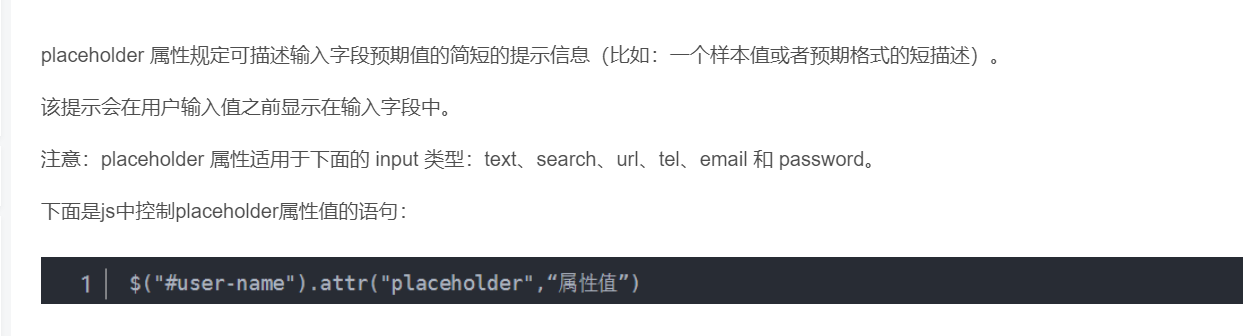 placeholder 属性规定可描述输入字段预期值的简短的提示信息（比如：一个样本值或者预期格式的短描述）。
该提示会在用户输入值之前显示在输入字段中。
注意：placeholder 属性适用于下面的 input 类型：text、search、url、tel、email 和 password。
下面是js中控制placeholder属性值的语句：
1 $("#user-name").attr("placeholder",“属性值”)